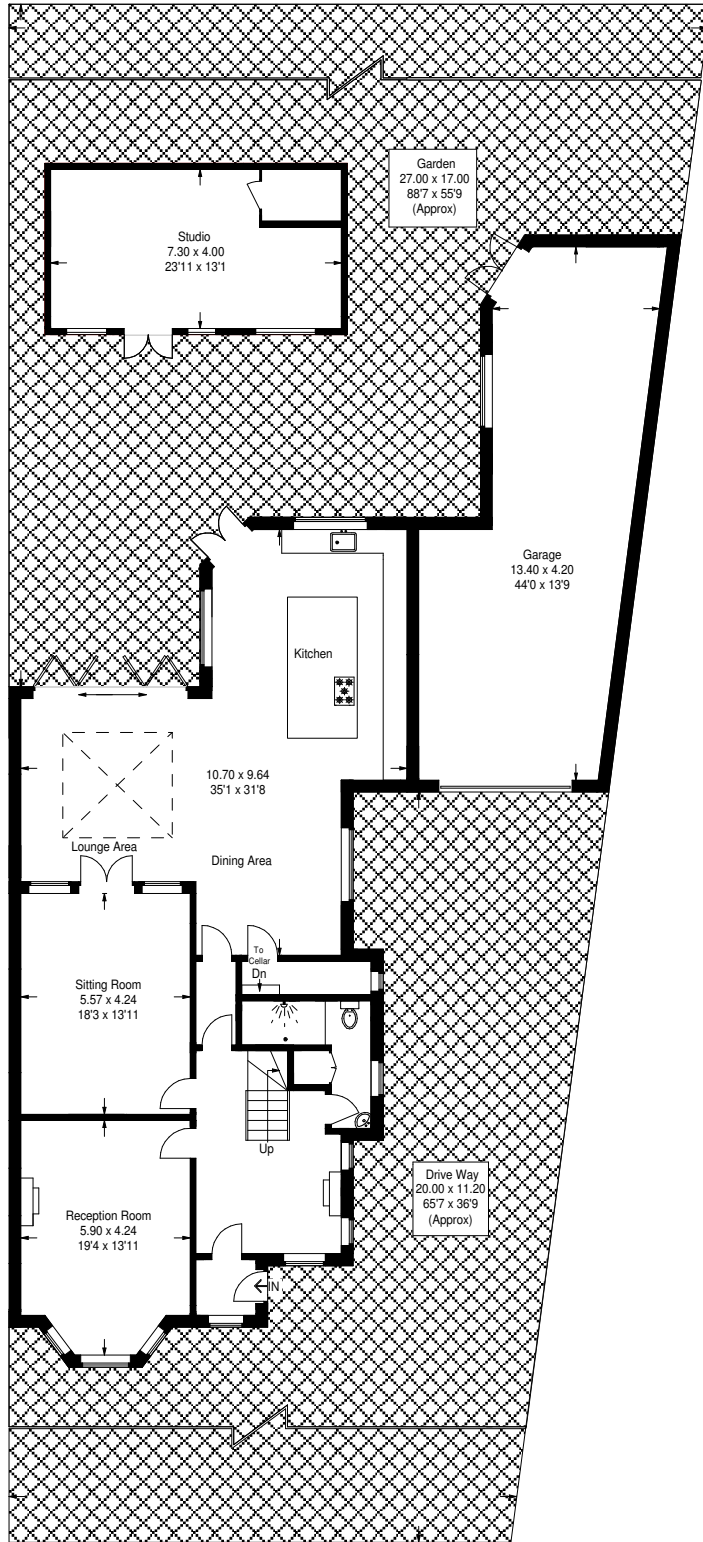 Garden
27.00 x 17.00
88'7 x 55'9
(Approx)
Studio
7.30 x 4.00
23'11 x 13'1
Garage
13.40 x 4.20
44'0 x 13'9
Kitchen
10.70 x 9.64
35'1 x 31'8
Lounge Area
Dining Area
To
Cellar
Dn
Sitting Room
5.57 x 4.24
18'3 x 13'11
Up
Drive Way
20.00 x 11.20
65'7 x 36'9
(Approx)
Reception Room
5.90 x 4.24
19'4 x 13'11
IN